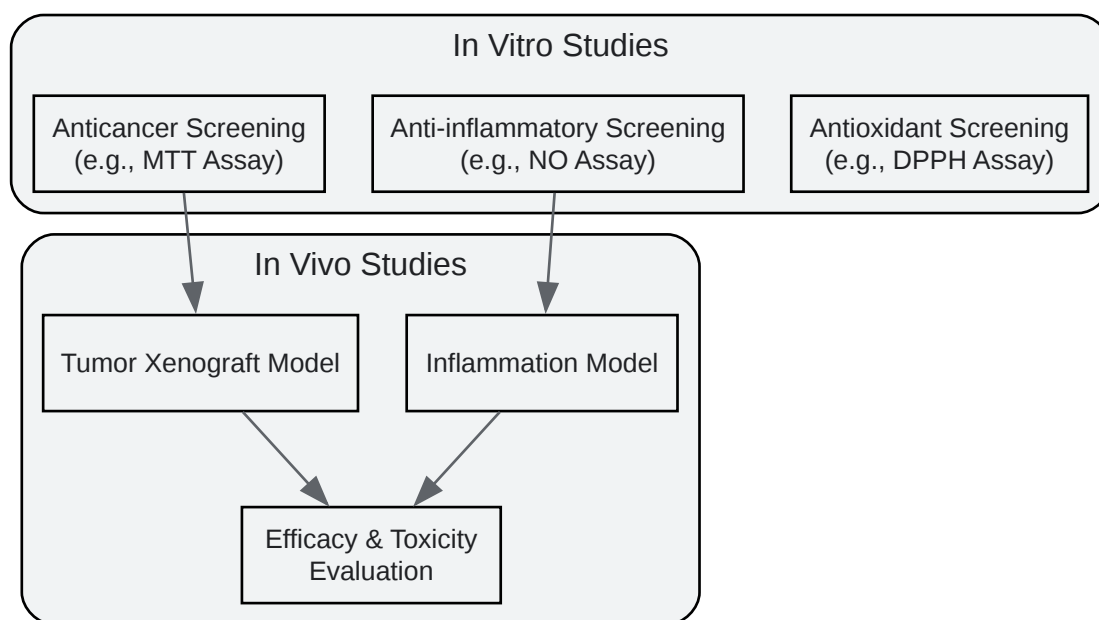 In Vitro Studies
Anticancer Screening
(e.g., MTT Assay)
Anti-inflammatory Screening
(e.g., NO Assay)
Antioxidant Screening
(e.g., DPPH Assay)
In Vivo Studies
Tumor Xenograft Model
Inflammation Model
Efficacy & Toxicity
Evaluation